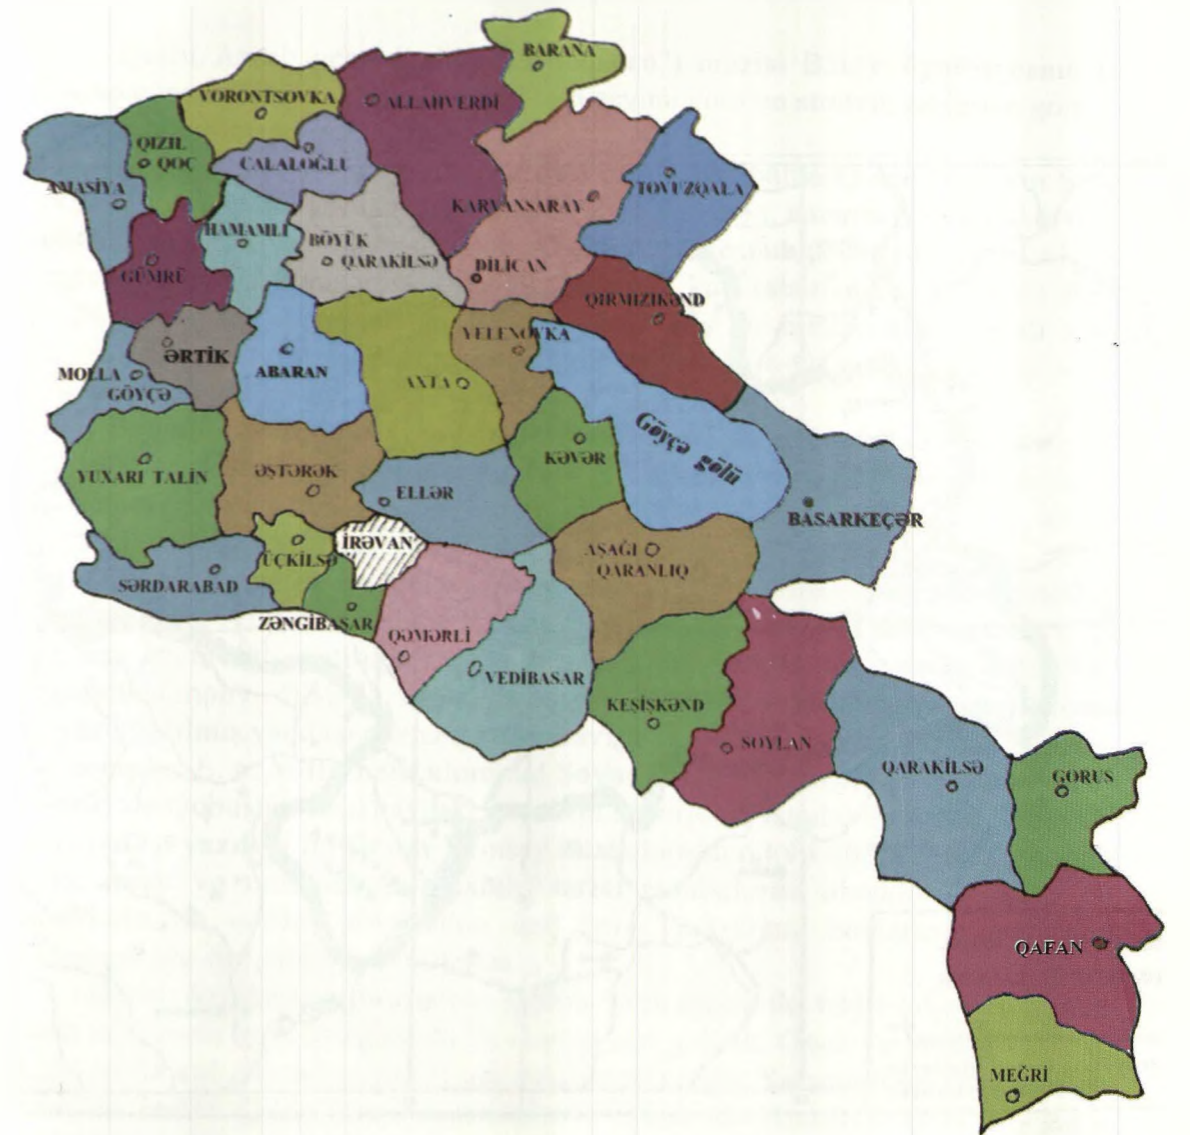 BARANA
VORONTSOVKA
ALLAHVERDİ
QIZIL
QOÇ
CALALOĞLU
AMASİYA
TOVUZQALA
KARVANSARAY
HAMAMLI
BÖYÜK
QARAKİLSƏ
DİLİCAN
GÜMRÜ
QIRMIZIKƏND
YELENOVKA
ƏRTİK
MOLLA
GÖYÇƏ
ABARAN
AXTA
Göyçə gölü
KƏVƏR
YUXARI TALİN
ƏŞTƏRƏK
ELLƏR
BASARKEÇƏR
İRƏVAN
AŞAĞI
QARANLIQ
ÜÇKİLSƏ
SƏRDARABAD
ZƏNGİBASAR
QƏMƏRLİ
VEDİBASAR
KEŞİŞKƏND
SOYLAN
QARAKİLSƏ
GORUS
QAFAN
MEĞRİ